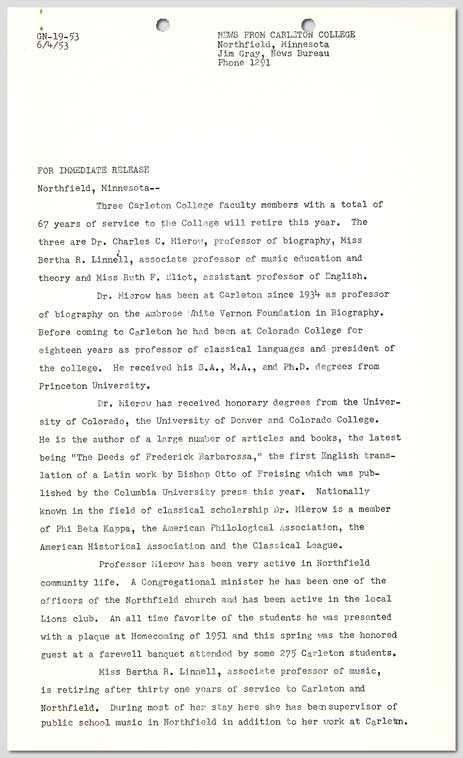 GN-19-53
6/4/53
NEWS FROM CARLETON COLLEGE
Northfield, Minnesota
Jim Gray, News Bureau
Phone 1291
FOR IMMEDIATE RELEASE
Northfield, Minnesota--
Three Carleton College faculty members with a total of
67 years of service to the College will retire this year. The
three are Dr. Charles C. Mierow, professor of biography, Miss
Bertha R. Linnell, associate professor of music education and
theory and Miss Ruth F. Eliot, assistant professor of English.
Dr. Mierow has been at Carleton since 1934 as professor
of biography on the Ambrose White Vernon Foundation in Biography.
Before coming to Carleton he had been at Colorado College for
eighteen years as professor of classical languages and president of
the college. He received his B.A., M.A., and Ph.D. degrees from
Princeton University.
Dr. Mierow has received honorary degrees from the Univer-
sity of Colorado, the University of Denver and Colorado College.
He is the author of a large number of articles and books, the latest
being "The Deeds of Frederick Barbarossa," the first English trans-
lation of a Latin work by Bishop Otto of Freising which was pub-
lished by the Columbia University press this year. Nationally
known in the field of classical scholarship Dr. Mierow is a member
of Phi Beta Kappa, the American Philological Association, the
American Historical Association and the Classical League.
Professor Mierow has been very active in Northfield
community life. A Congregational minister he has been one of the
officers of the Northfield church and has been active in the local
Lions club. An all time favorite of the students he was presented
with a plaque at Homecoming of 1951 and this spring was the honored
guest at a farewell banquet attended by some 275 Carleton students.
Miss Bertha R. Linnell, associate professor of music,
is retiring after thirty one years of service to Carleton and
Northfield. During most of her stay here she has been supervisor of
public school music in Northfield in addition to her work at Carleton.